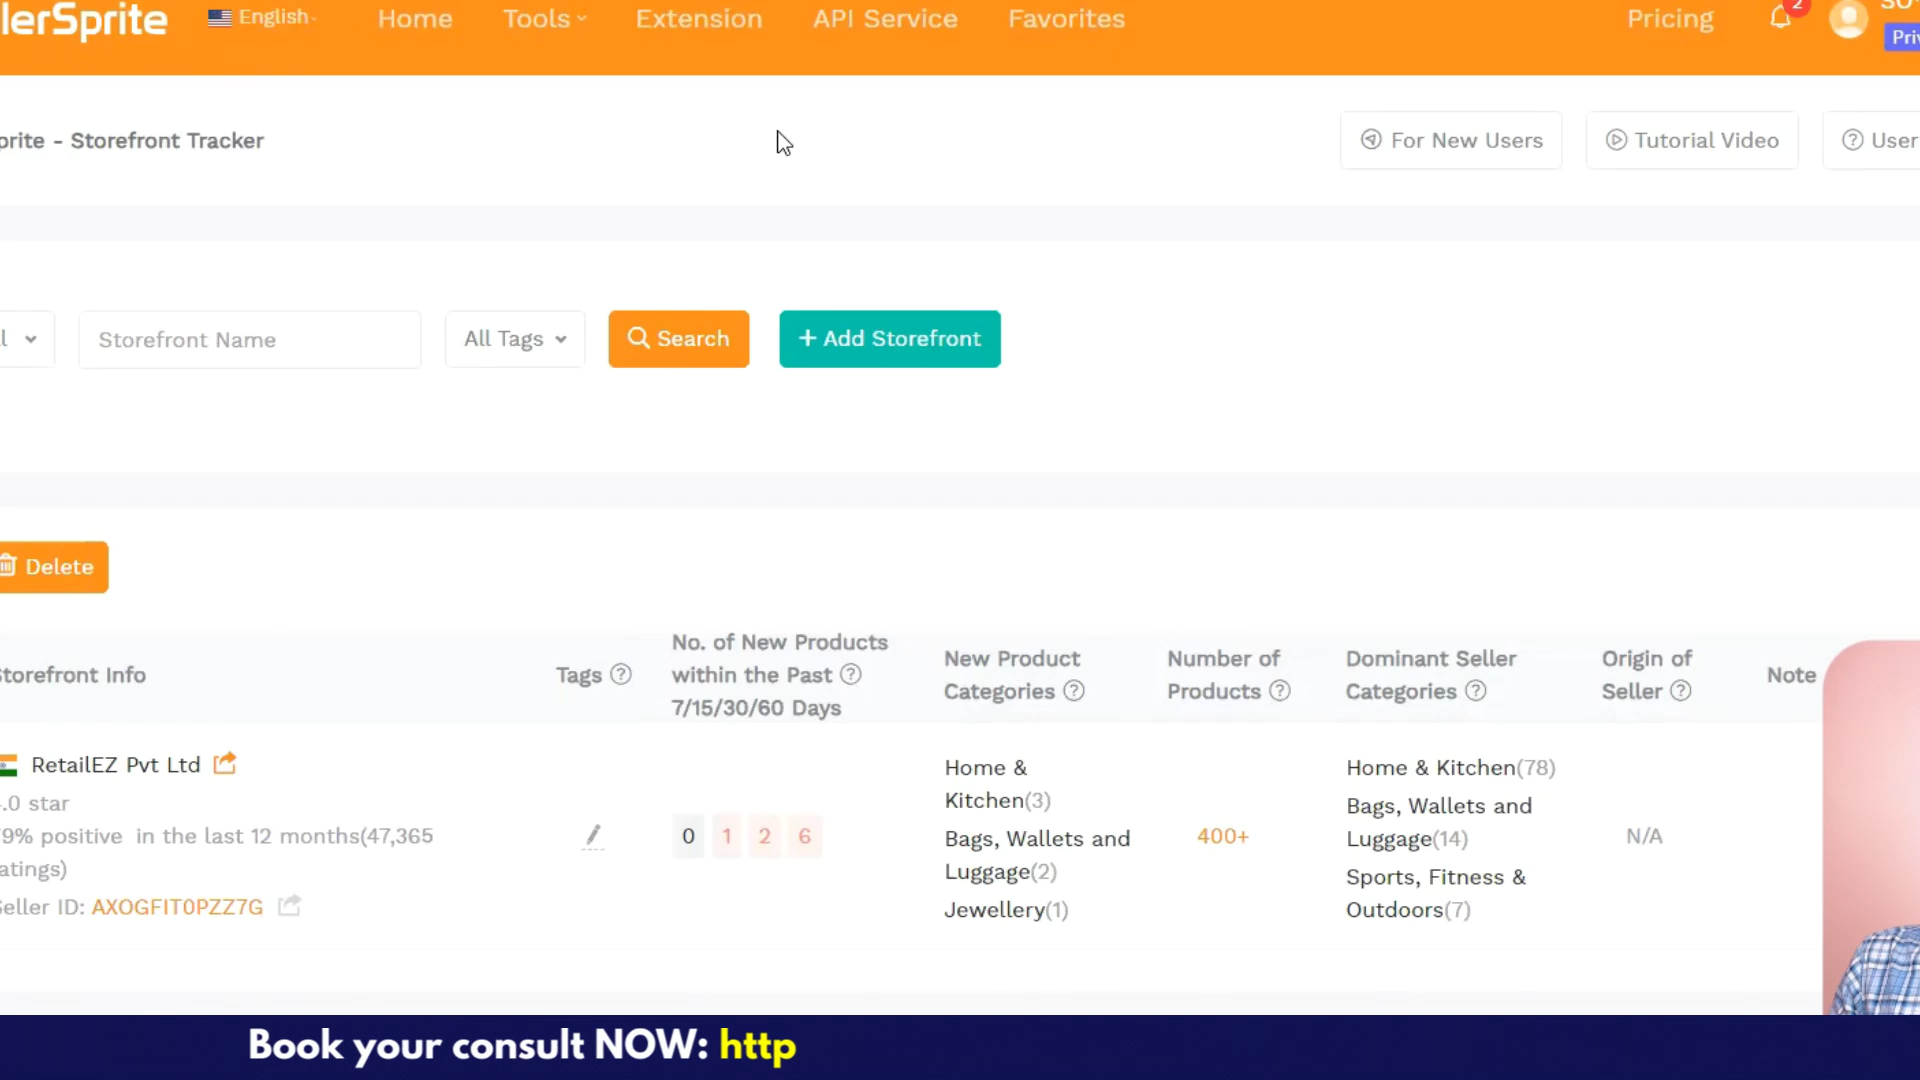 lerSprite
English
Home
Tools
Extension
API Service
Favorites
Pricing
2
Pri
prite - Storefront Tracker
For New Users
Tutorial Video
User
Storefront Name
All Tags
Search
+ Add Storefront
Delete
Storefront Info
Tags
No. of New Products
within the Past
7/15/30/60 Days
New Product
Categories
Number of
Products
Dominant Seller
Categories
Origin of
Seller
Note
RetailEZ Pvt Ltd
.0 star
9% positive in the last 12 months(47,365
atings)
Seller ID: AXOGFIT0PZZ7G
0 1 2 6
Home &
Kitchen(3)
Bags, Wallets and
Luggage(2)
Jewellery(1)
400+
Home & Kitchen(78)
Bags, Wallets and
Luggage(14)
Sports, Fitness &
Outdoors(7)
N/A
Book your consult NOW: http